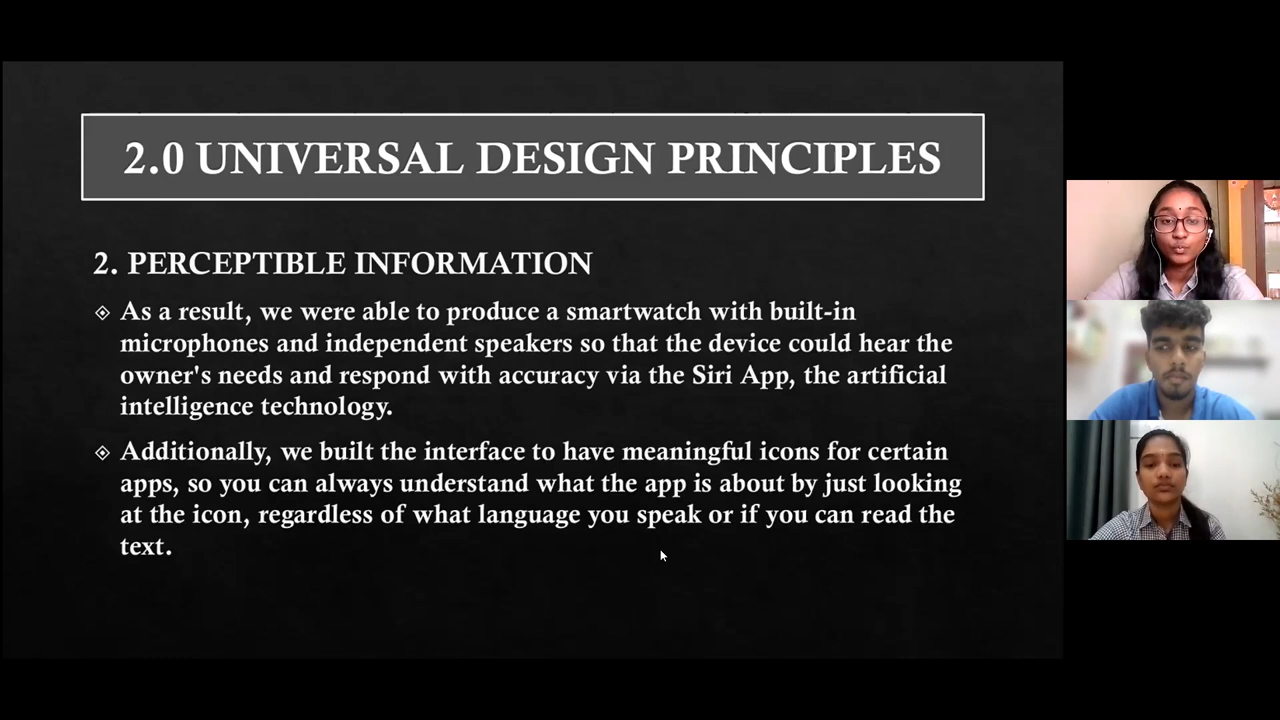 2.0 UNIVERSAL DESIGN PRINCIPLES
2. PERCEPTIBLE INFORMATION
As a result, we were able to produce a smartwatch with built-in
microphones and independent speakers so that the device could hear the
owner's needs and respond with accuracy via the Siri App, the artificial
intelligence technology.
Additionally, we built the interface to have meaningful icons for certain
apps, so you can always understand what the app is about by just looking
at the icon, regardless of what language you speak or if you can read the
text.